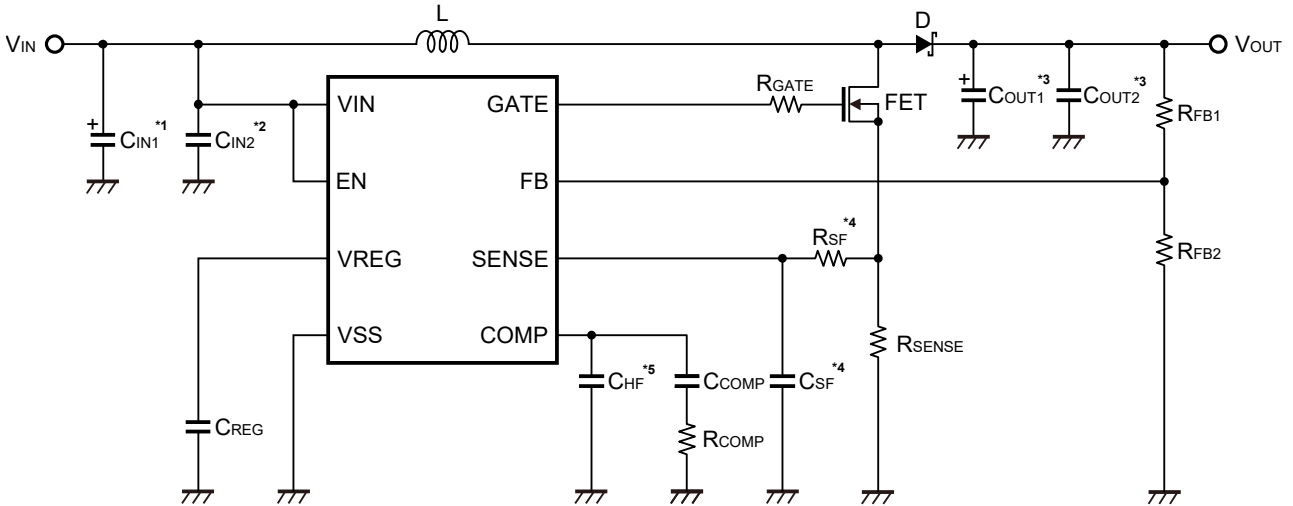 L
D
VIN
VOUT
RGATE
FET
+
COUT1*3
COUT2*3
RFB1
VIN
GATE
+
CIN1*1
CIN2*2
EN
FB
RSF*4
RFB2
VREG
SENSE
VSS
COMP
RSENSE
CHF*5
CCOMP
CSF*4
CREG
RCOMP